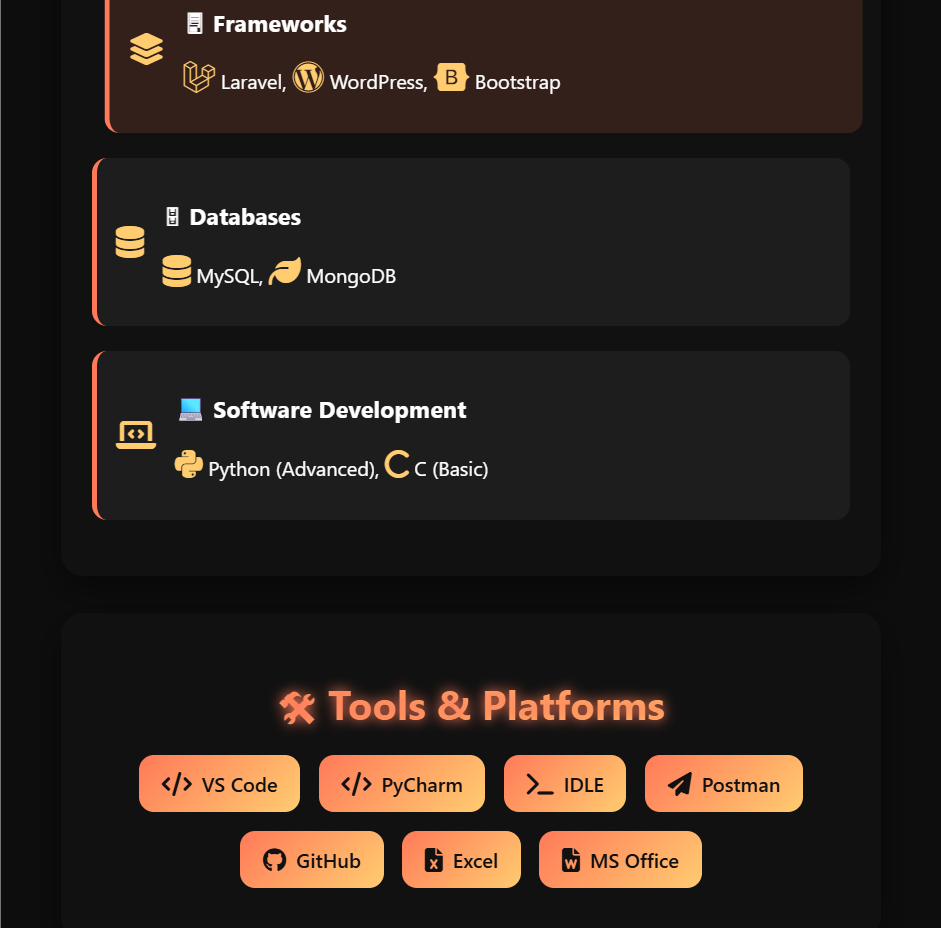 Frameworks
Laravel, WordPress, B Bootstrap
Databases
MySQL, MongoDB
Software Development
Python (Advanced), C (Basic)
🛠 Tools & Platforms
</> VS Code </> PyCharm >_ IDLE Postman
GitHub X Excel W MS Office